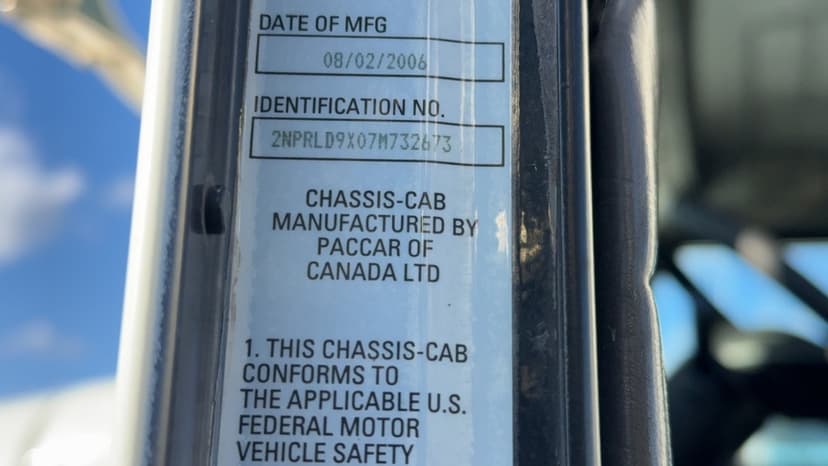 DATE OF MFG
08/02/2006
IDENTIFICATION NO.
2NPRLD9X07M732673
CHASSIS-CAB
MANUFACTURED BY
PACCAR OF
CANADA LTD
1. THIS CHASSIS-CAB
CONFORMS TO
THE APPLICABLE U.S.
FEDERAL MOTOR
VEHICLE SAFETY